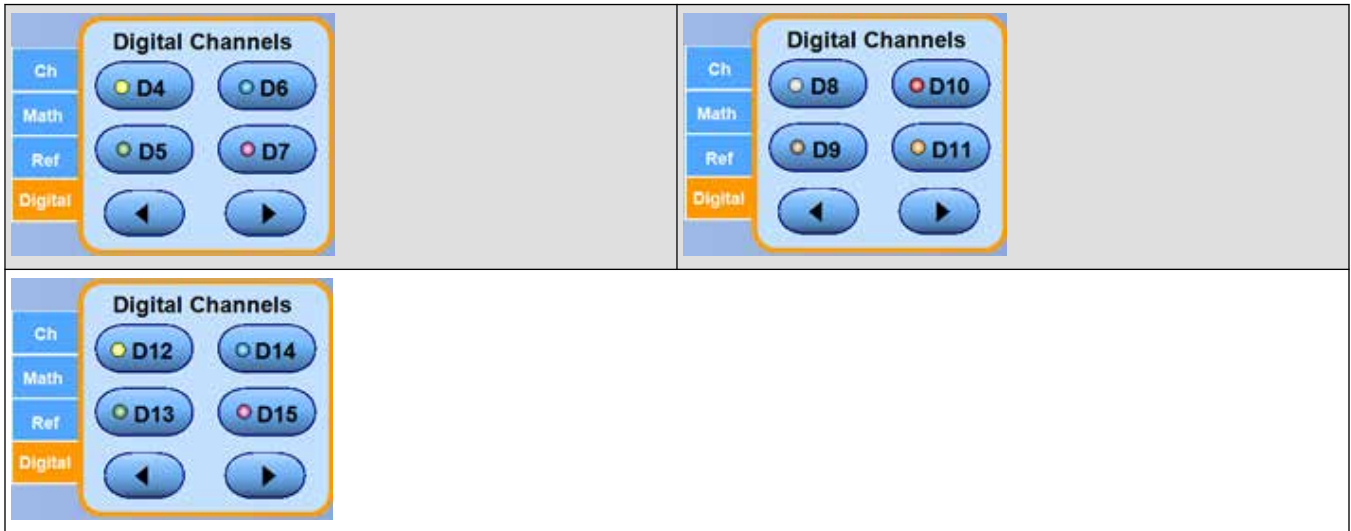 Digital Channels
Ch
Math
Ref
Digital
D4 D6
D5 D7
Digital Channels
Ch
Math
Ref
Digital
D8 D10
D9 D11
Digital Channels
Ch
Math
Ref
Digital
D12 D14
D13 D15